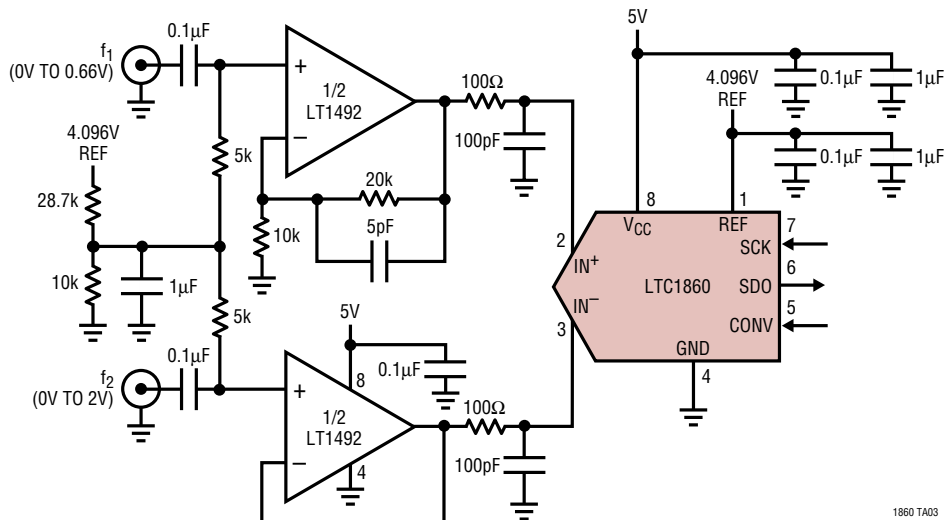 f1
(0V TO 0.66V)
0.1μF
+
1/2
LT1492
–
100Ω
100pF
5V
0.1μF
1μF
4.096V
REF
0.1μF
1μF
4.096V
REF
28.7k
10k
1μF
5k
5k
10k
20k
5pF
8
VCC
1
REF
2
IN+
IN–
3
LTC1860
7
SCK
6
SDO
5
CONV
GND
4
f2
(0V TO 2V)
0.1μF
5V
8
0.1μF
+
1/2
LT1492
–
4
100Ω
100pF
1860 TA03